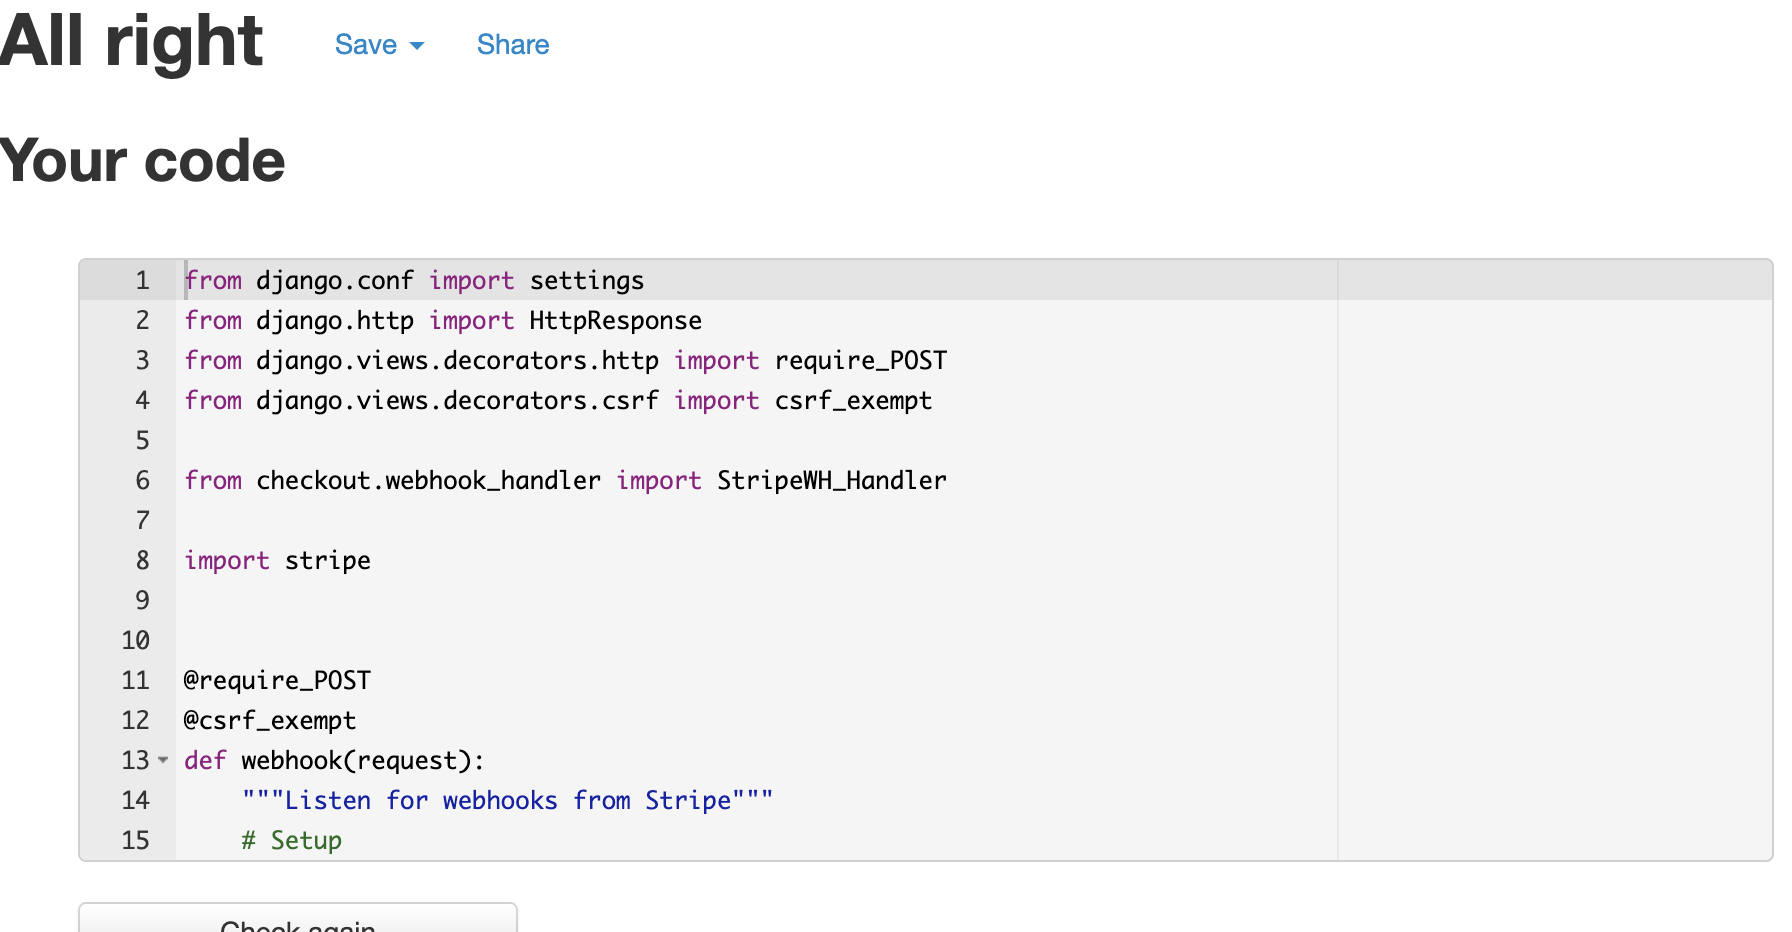 All right
Save
Share
Your code
1 from django.conf import settings
2 from django.http import HttpResponse
3 from django.views.decorators.http import require_POST
4 from django.views.decorators.csrf import csrf_exempt
5
6 from checkout.webhook_handler import StripeWH_Handler
7
8 import stripe
9
10
11 @require_POST
12 @csrf_exempt
13 def webhook(request):
14     """Listen for webhooks from Stripe"""
15     # Setup
Check again